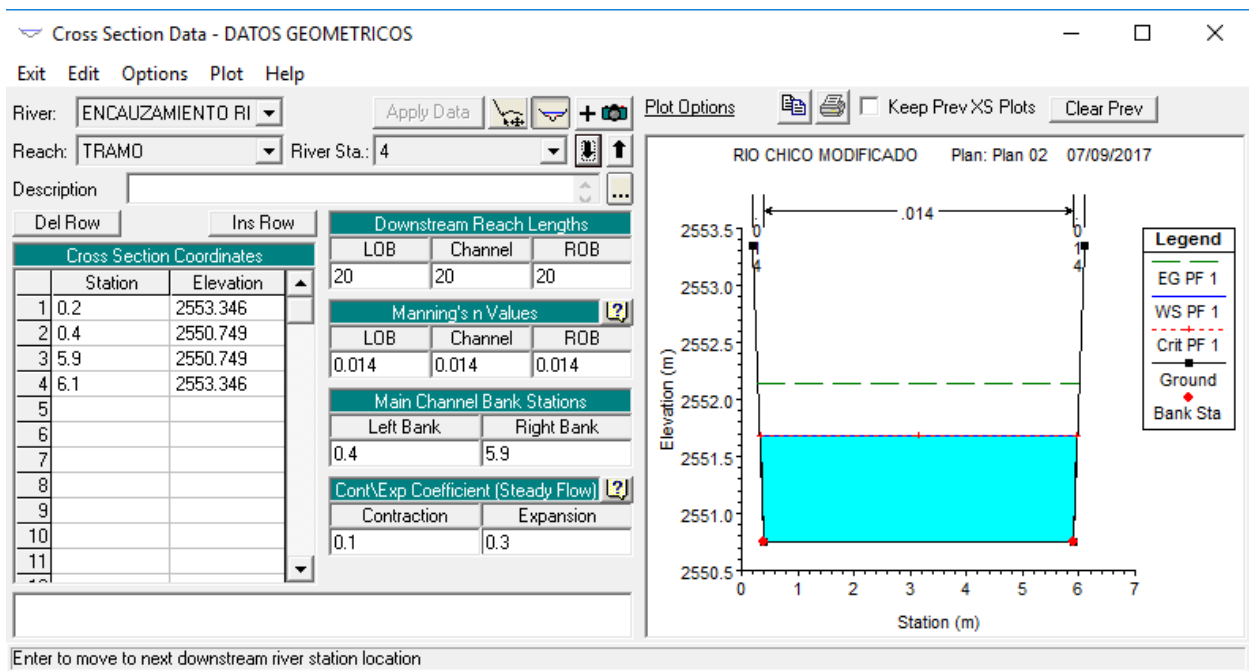 Cross Section Data - DATOS GEOMETRICOS
Exit Edit Options Plot Help
River: ENCAUZAMIENTO RI
Apply Data
Reach: TRAMO
River Sta.: 4
Description
...
Del Row
Ins Row
Cross Section Coordinates
Station Elevation
1 0.2 2553.346
2 0.4 2550.749
3 5.9 2550.749
4 6.1 2553.346
5
6
7
8
9
10
11
Downstream Reach Lengths
LOB Channel ROB
20 20 20
Manning's n Values
LOB Channel ROB
0.014 0.014 0.014
Main Channel Bank Stations
Left Bank Right Bank
0.4 5.9
Cont\Exp Coefficient (Steady Flow)
Contraction Expansion
0.1 0.3
Plot Options
Keep Prev XS Plots
Clear Prev
RIO CHICO MODIFICADO Plan: Plan 02 07/09/2017
.014
2553.5
2553.0
2552.5
2552.0
2551.5
2551.0
2550.5
Elevation (m)
0 1 2 3 4 5 6 7
Station (m)
Legend
EG PF 1
WS PF 1
Crit PF 1
Ground
Bank Sta
Enter to move to next downstream river station location